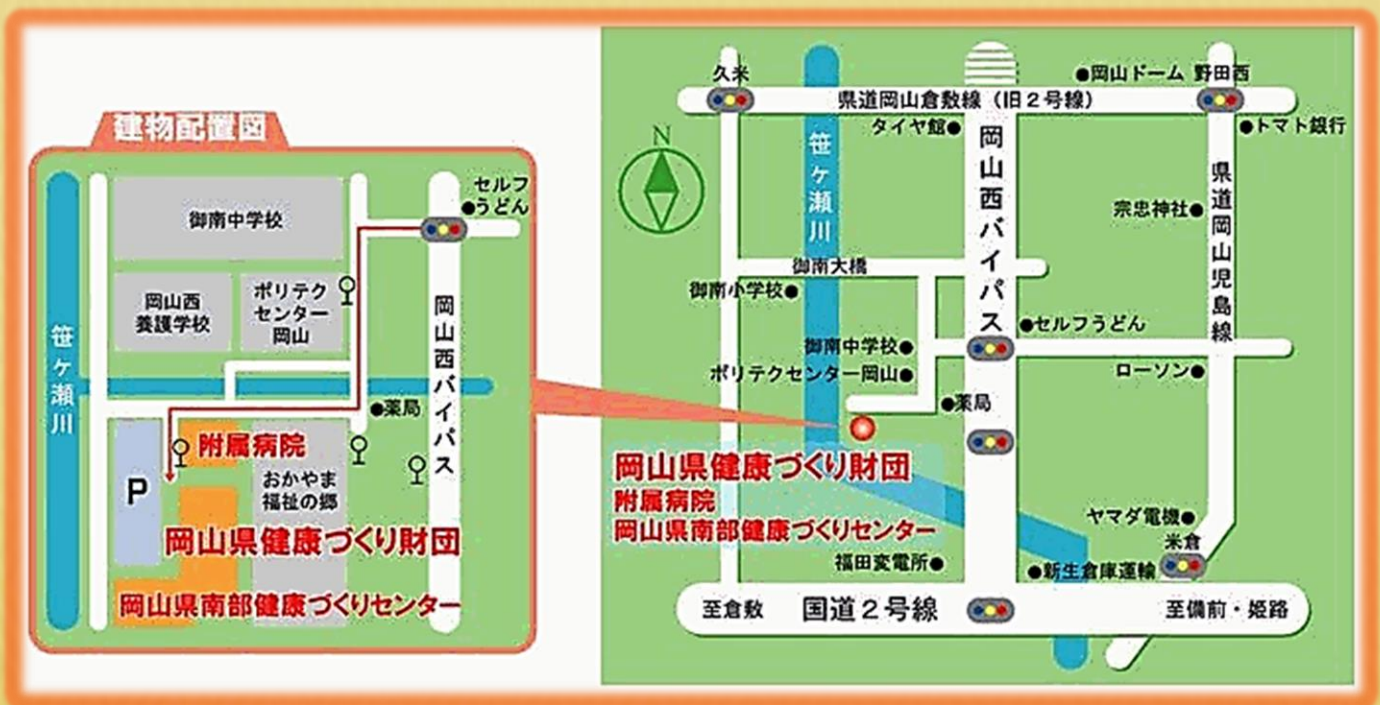 建物配置図
セルフ
●うどん
御南中学校
岡山西
養護学校
ポリテク
センター
岡山
岡山西バイパス
笹ヶ瀬川
●薬局
附属病院
P
おかやま
福祉の郷
岡山県健康づくり財団
岡山県南部健康づくりセンター
久米
●岡山ドーム
野田西
県道岡山倉敷線（旧２号線）
タイヤ館●
●トマト銀行
N
笹ヶ瀬川
岡山西バイパス
県道岡山児島線
宗忠神社●
御南大橋
御南小学校●
●セルフうどん
御南中学校●
ポリテクセンター岡山●
ローソン●
●薬局
岡山県健康づくり財団
附属病院
岡山県南部健康づくりセンター
ヤマダ電機●
米倉
福田変電所●
●新生倉庫運輸
至倉敷
国道２号線
至備前・姫路